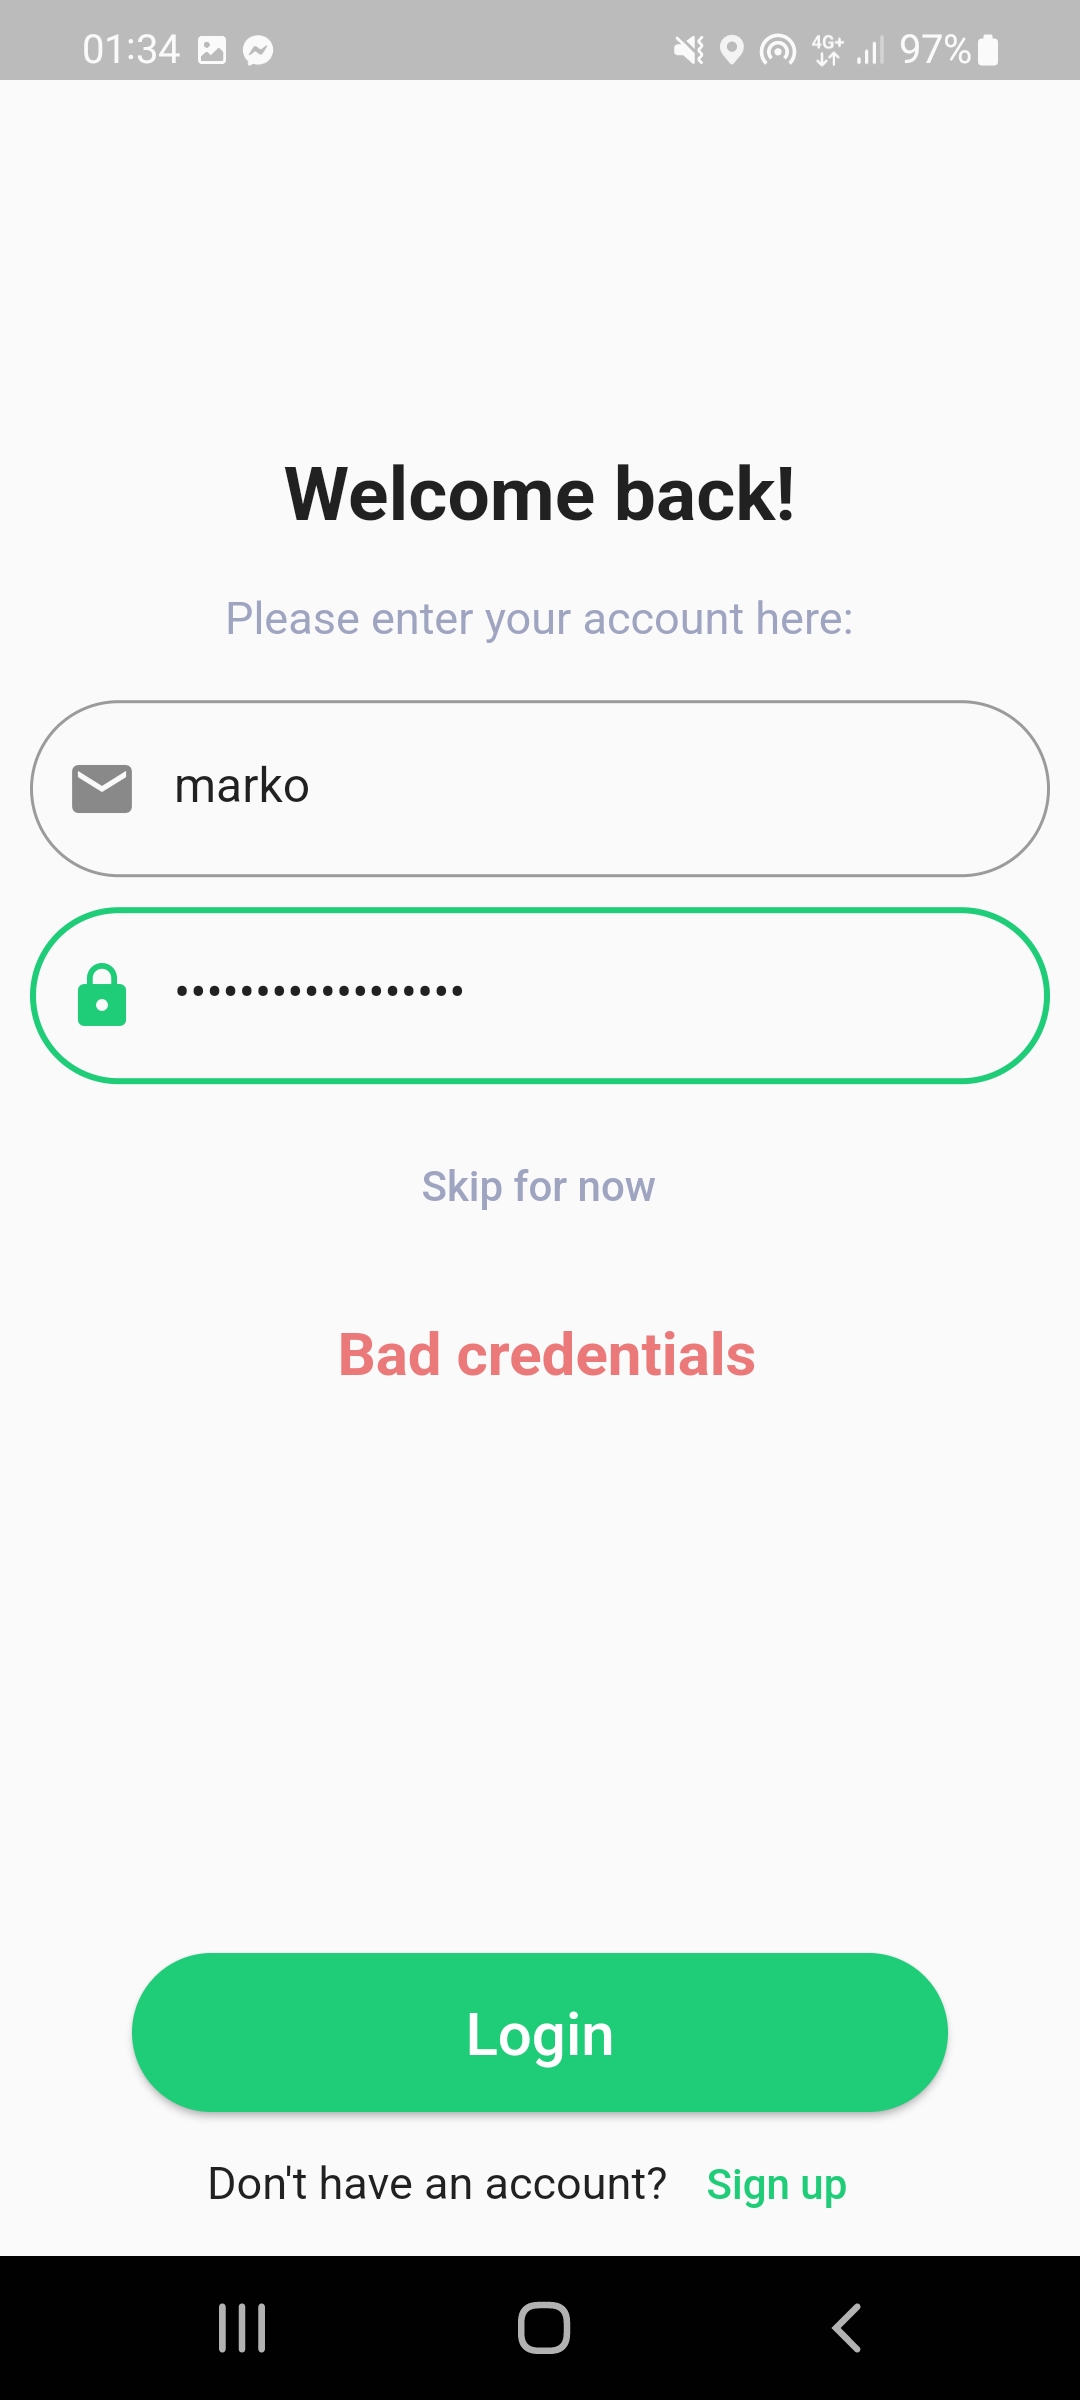 01:34 4G+ 97%
Welcome back!
Please enter your account here:
marko
••••••••••••••••••
Skip for now
Bad credentials
Login
Don't have an account? Sign up